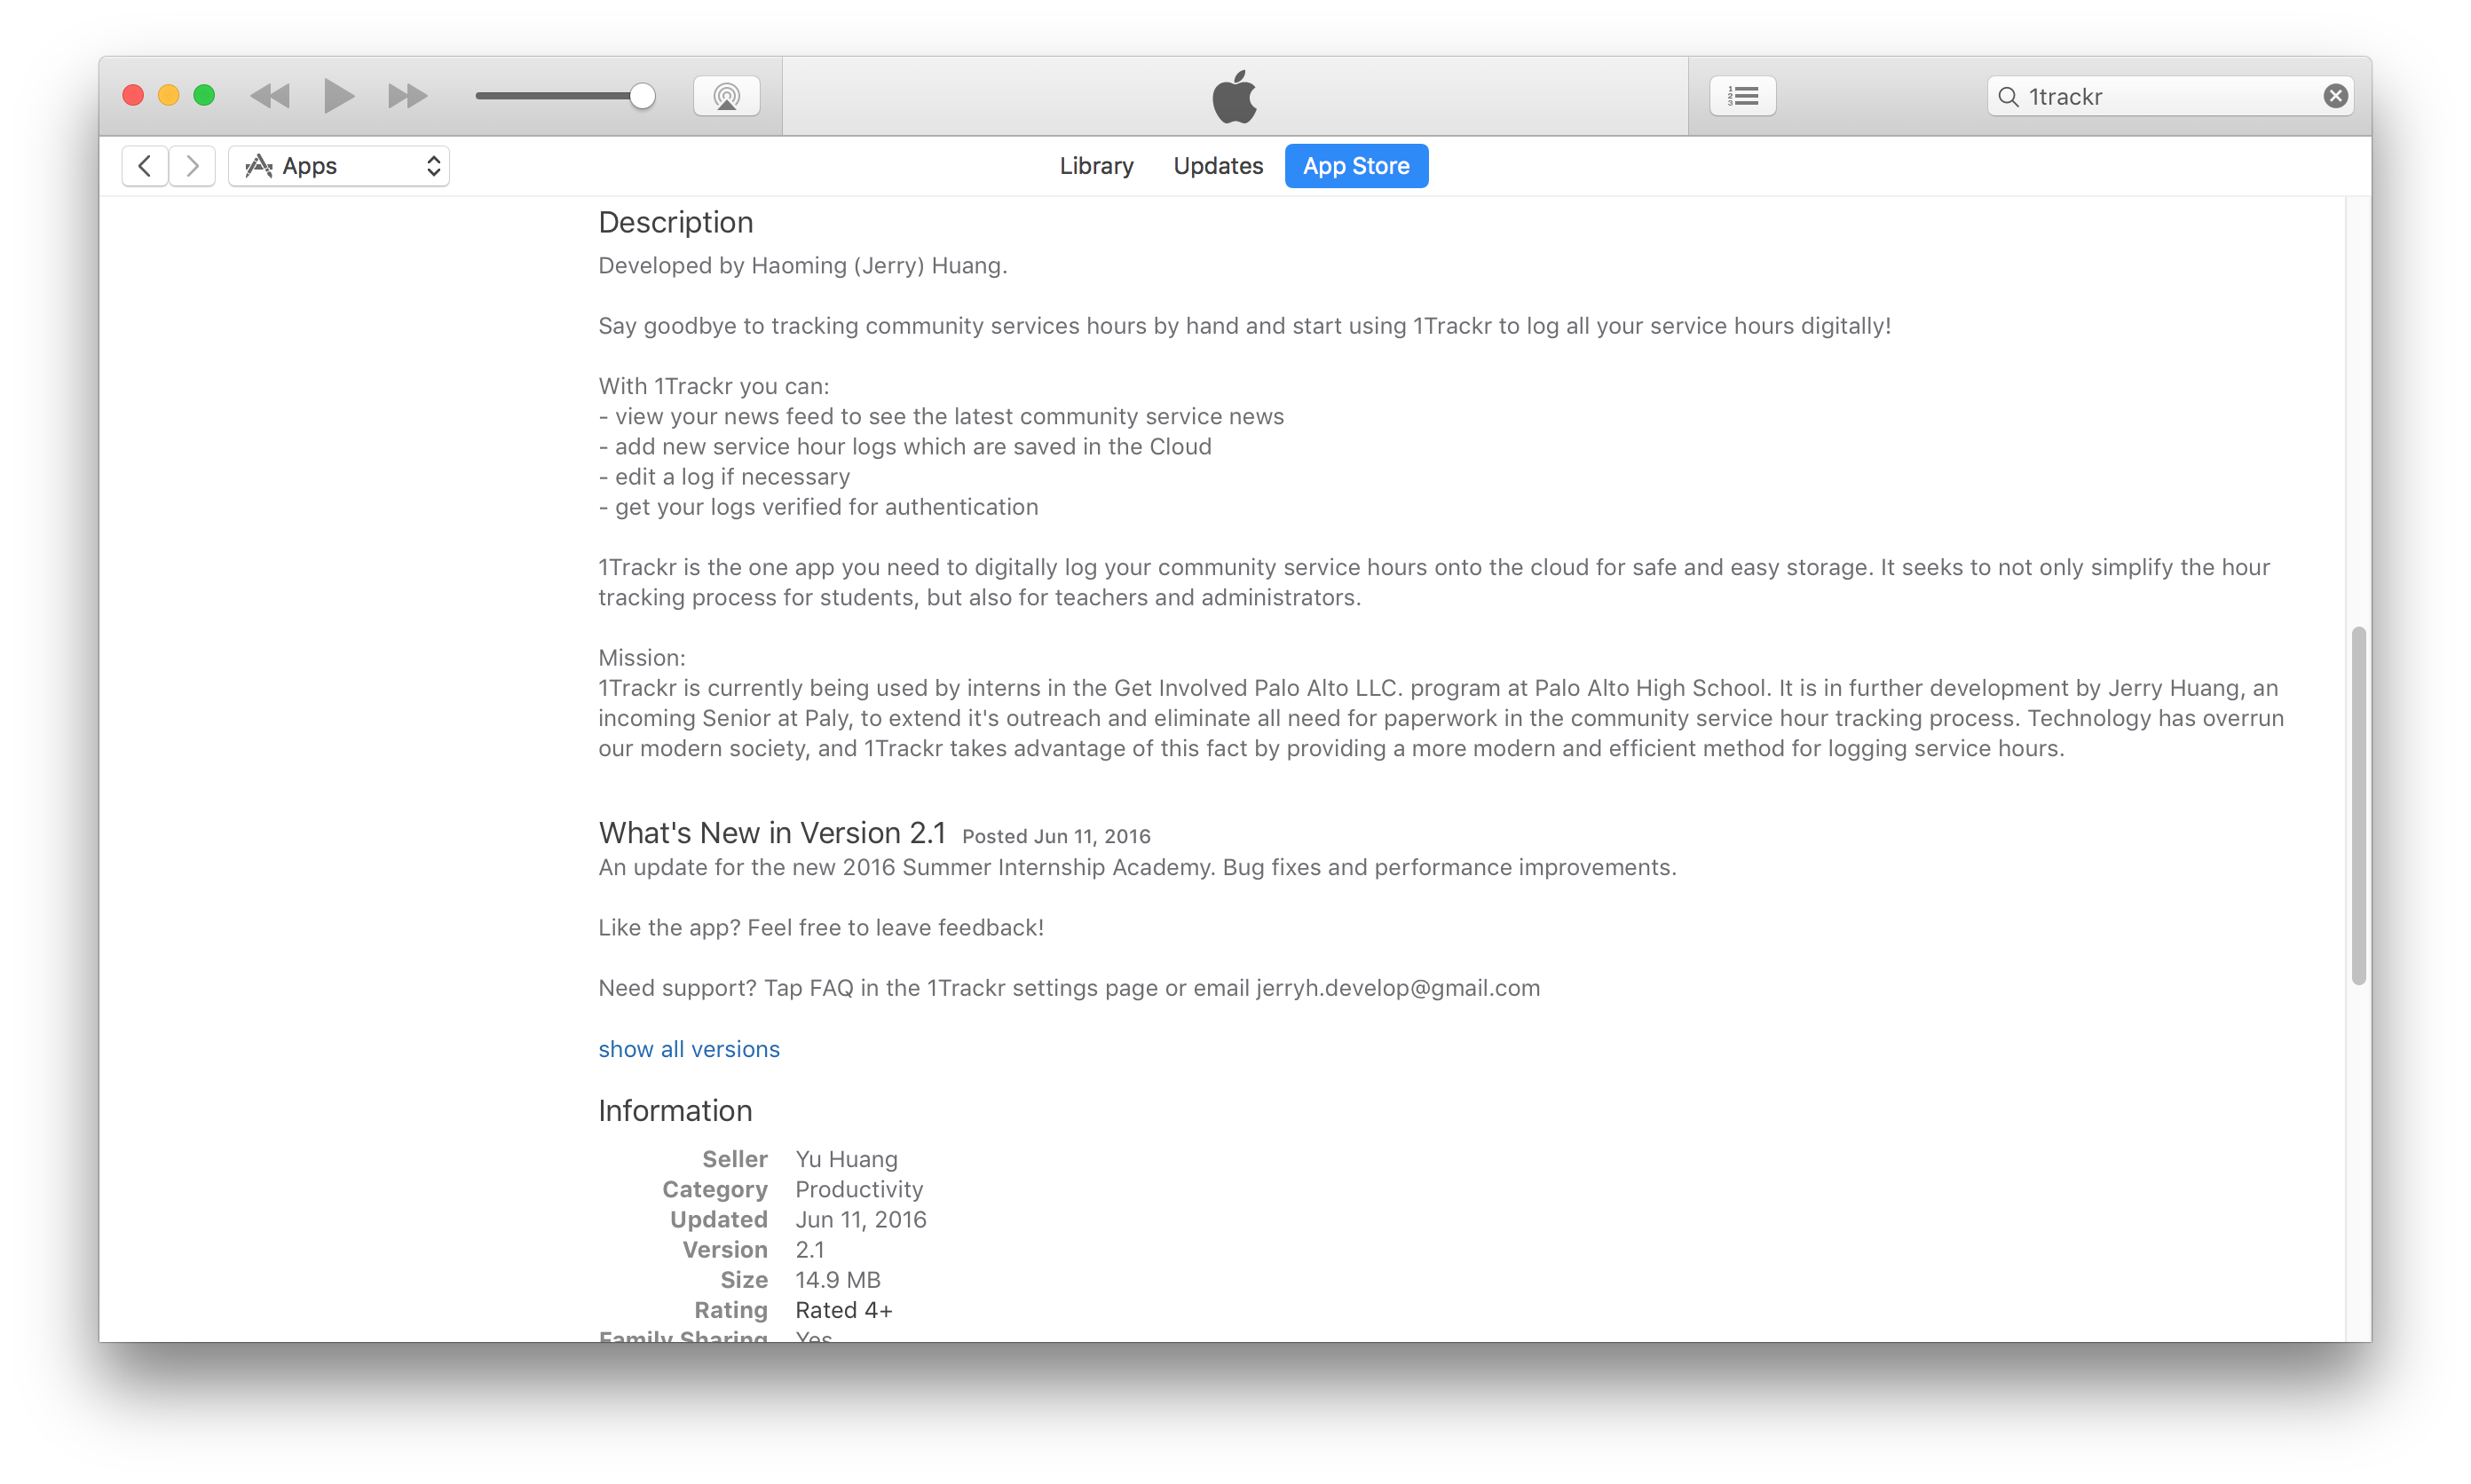 1trackr
Apps
Library Updates App Store
Description
Developed by Haoming (Jerry) Huang.
Say goodbye to tracking community services hours by hand and start using 1Trackr to log all your service hours digitally!
With 1Trackr you can:
- view your news feed to see the latest community service news
- add new service hour logs which are saved in the Cloud
- edit a log if necessary
- get your logs verified for authentication
1Trackr is the one app you need to digitally log your community service hours onto the cloud for safe and easy storage. It seeks to not only simplify the hour
tracking process for students, but also for teachers and administrators.
Mission:
1Trackr is currently being used by interns in the Get Involved Palo Alto LLC. program at Palo Alto High School. It is in further development by Jerry Huang, an
incoming Senior at Paly, to extend it's outreach and eliminate all need for paperwork in the community service hour tracking process. Technology has overrun
our modern society, and 1Trackr takes advantage of this fact by providing a more modern and efficient method for logging service hours.
What's New in Version 2.1 Posted Jun 11, 2016
An update for the new 2016 Summer Internship Academy. Bug fixes and performance improvements.
Like the app? Feel free to leave feedback!
Need support? Tap FAQ in the 1Trackr settings page or email jerryh.develop@gmail.com
show all versions
Information
Seller Yu Huang
Category Productivity
Updated Jun 11, 2016
Version 2.1
Size 14.9 MB
Rating Rated 4+
Family Sharing Yes